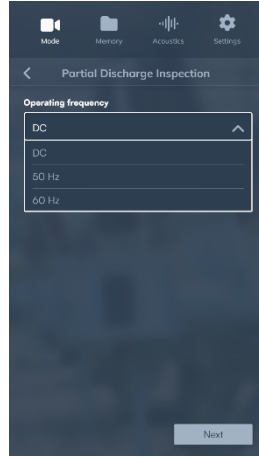 Mode Memory Acoustics Settings
Partial Discharge Inspection
Operating frequency
DC
DC
50 Hz
60 Hz
Next